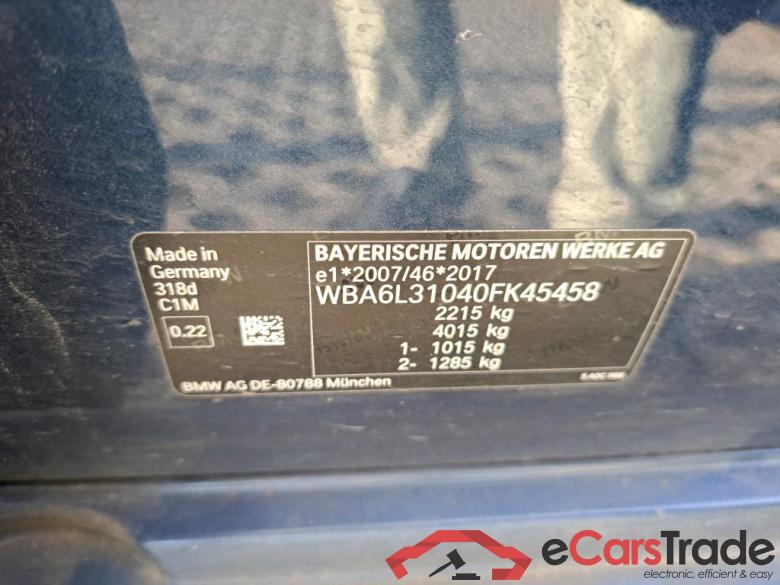 Made in
Germany
318d
C1M
0.22
BMW AG DE-80788 München
BAYERISCHE MOTOREN WERKE AG
e1*2007/46*2017
WBA6L31040FK45458
2215 kg
4015 kg
1- 1015 kg
2- 1285 kg
eCarsTrade
electronic, efficient & easy